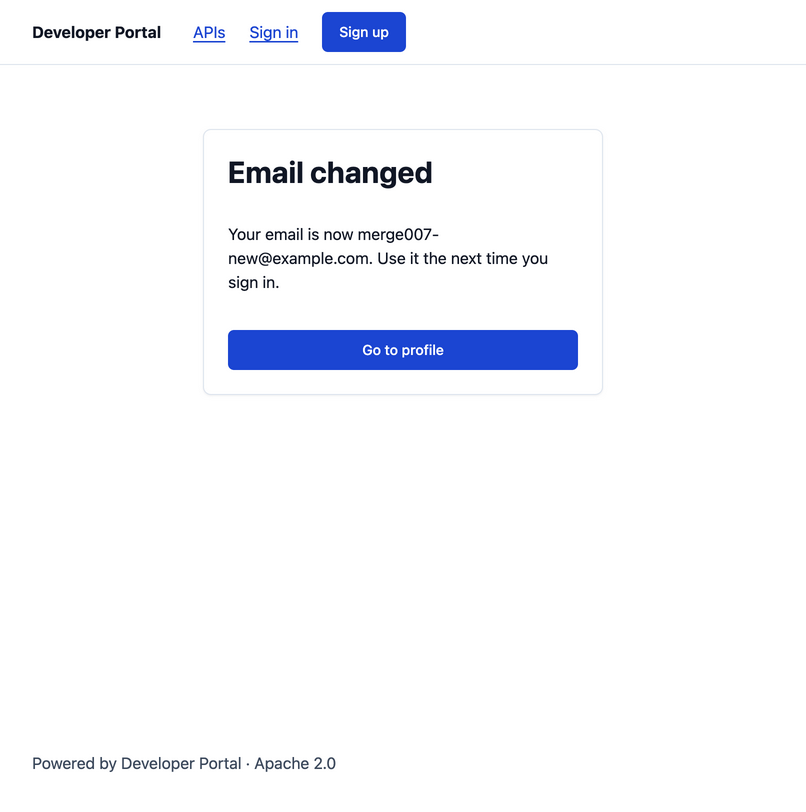 Developer Portal
APIs
Sign in
Sign up
Email changed
Your email is now merge007-
new@example.com. Use it the next time you
sign in.
Go to profile
Powered by Developer Portal · Apache 2.0